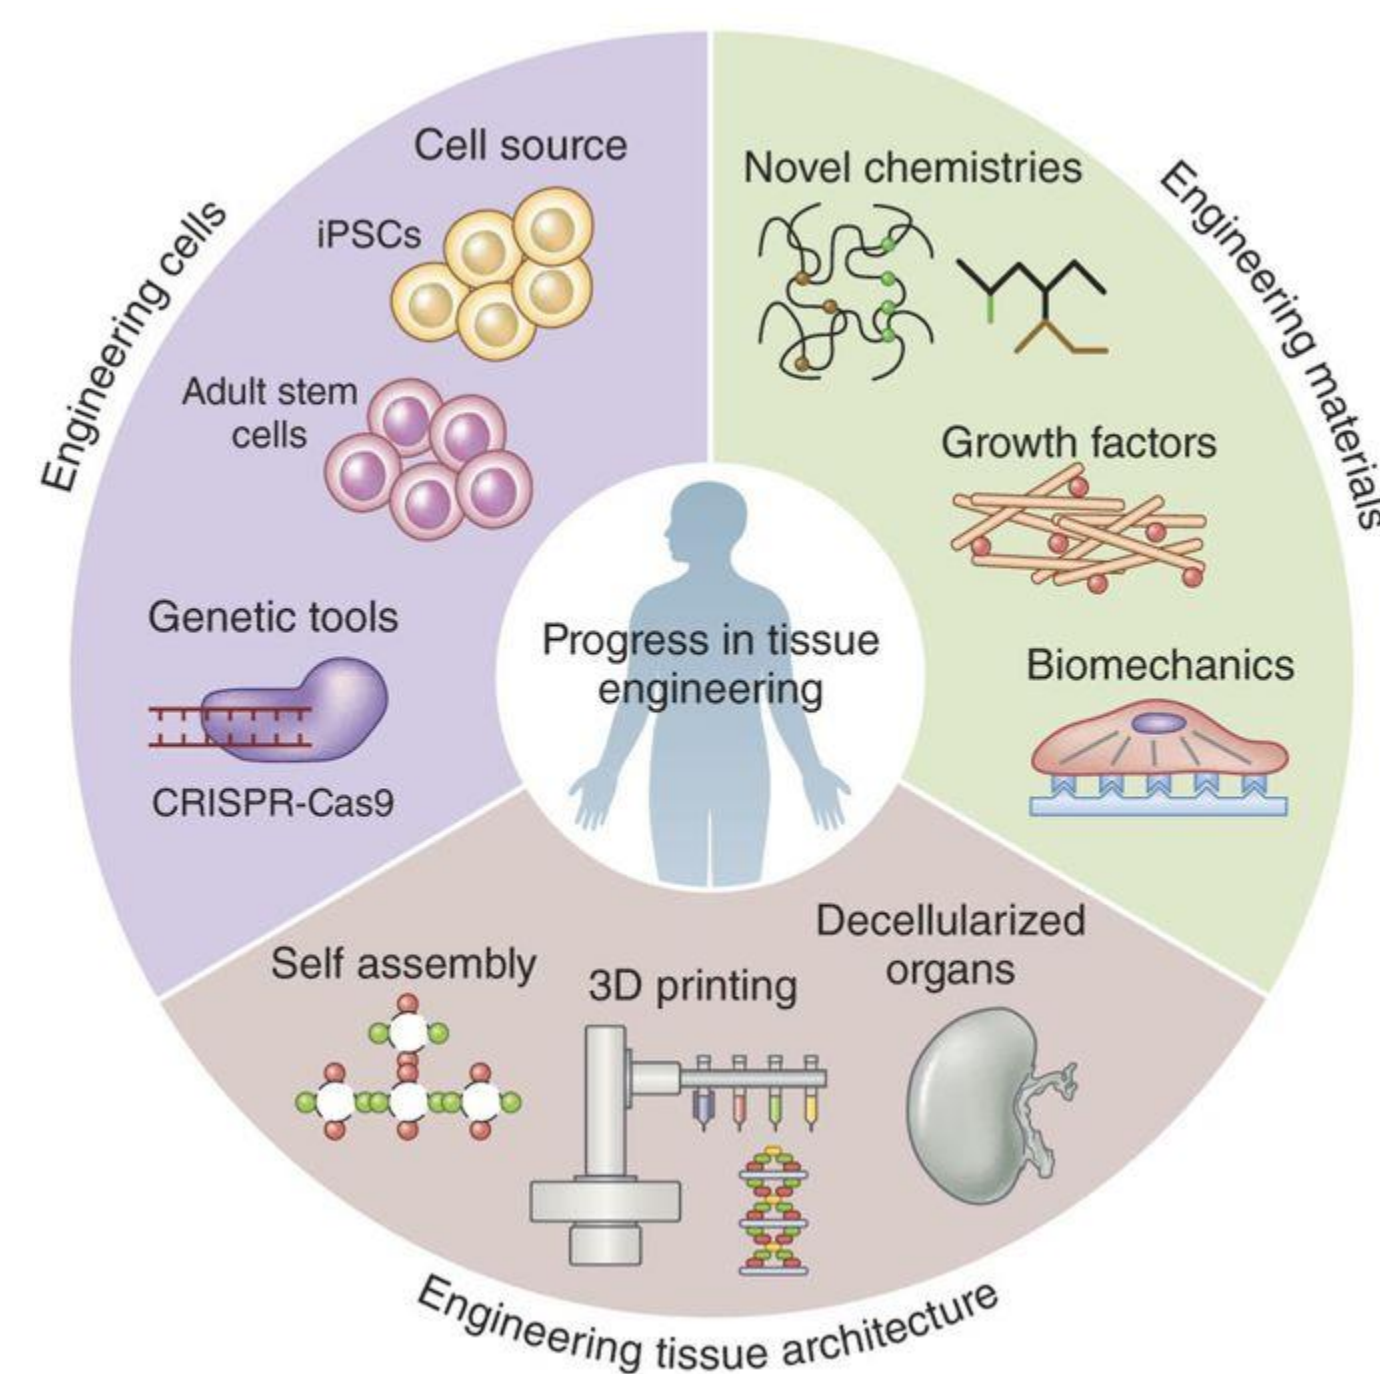 Engineering cells
Cell source
iPSCs
Adult stem
cells
Genetic tools
CRISPR-Cas9
Engineering materials
Novel chemistries
Growth factors
Biomechanics
Progress in tissue
engineering
Self assembly
3D printing
Decellularized
organs
Engineering tissue architecture